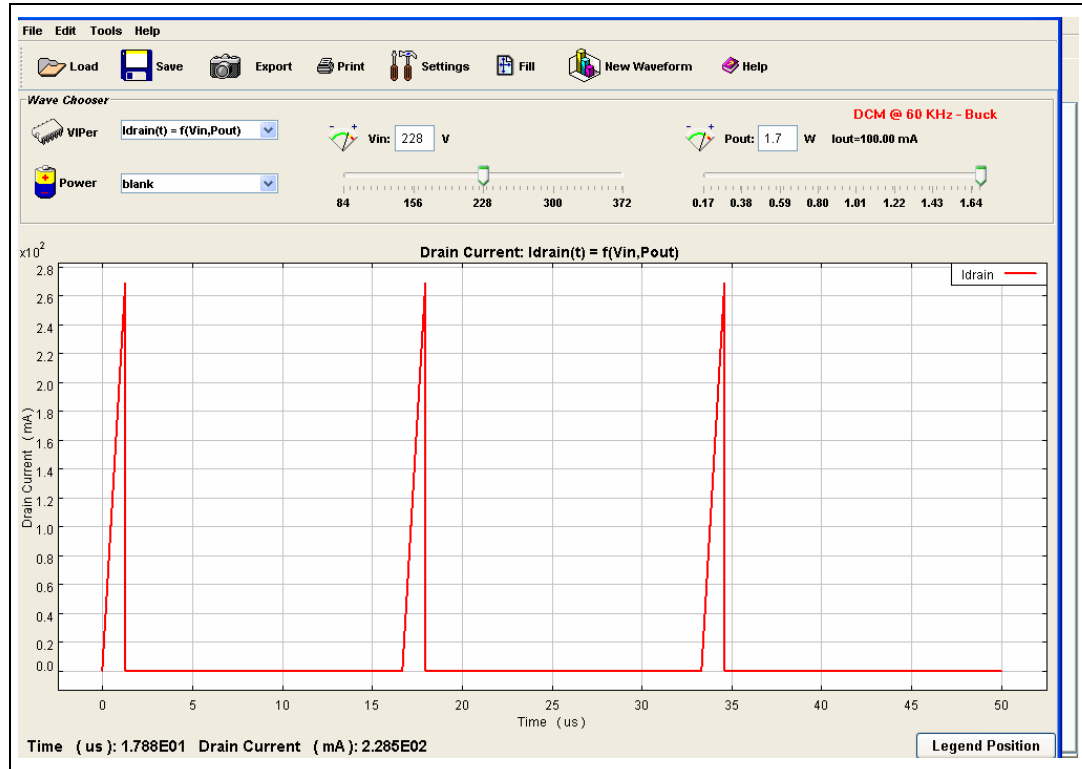 File Edit Tools Help
Load Save Export Print Settings Fill New Waveform Help
Wave Chooser
DCM @ 60 KHz - Buck
VIPer Idrain(t) = f(Vin,Pout) - + Vin: 228 V - + Pout: 1.7 W Iout=100.00 mA
Power blank
84 156 228 300 372 0.17 0.38 0.59 0.80 1.01 1.22 1.43 1.64
x10^2 Drain Current: Idrain(t) = f(Vin,Pout)
Idrain
2.8
2.6
2.4
2.2
2.0
1.8
1.6
1.4
1.2
1.0
0.8
0.6
0.4
0.2
0.0
Drain Current (mA)
0 5 10 15 20 25 30 35 40 45 50
Time (us)
Time (us): 1.788E01 Drain Current (mA): 2.285E02
Legend Position